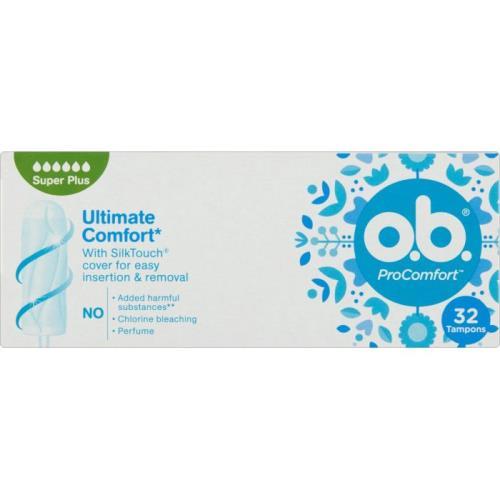 Super Plus
Ultimate
Comfort*
With SilkTouch®
cover for easy
insertion & removal
NO
• Added harmful
substances**
• Chlorine bleaching
• Perfume
o.b.®
ProComfort™
32
Tampons